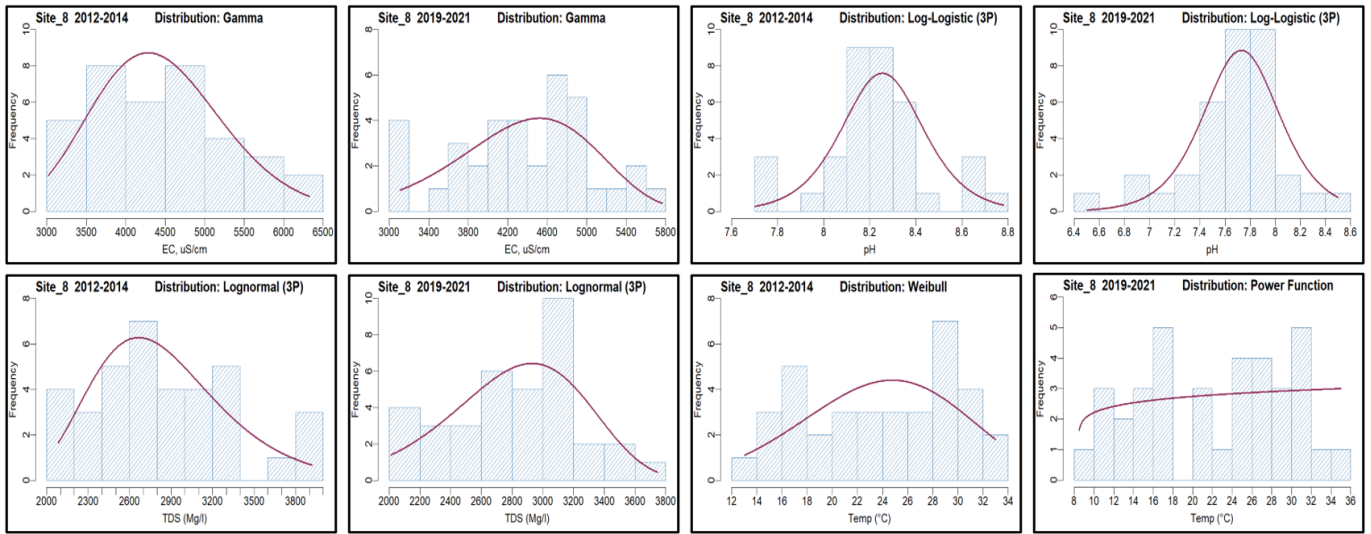 Site_8 2012-2014 Distribution: Gamma
Frequency
0 2 4 6 8 10
3000 3500 4000 4500 5000 5500 6000 6500
EC, uS/cm
Site_8 2019-2021 Distribution: Gamma
Frequency
0 2 4 6 8
3000 3600 4200 4800 5400 5800
EC, uS/cm
Site_8 2012-2014 Distribution: Log-Logistic (3P)
Frequency
0 2 4 6 8 10
7.6 8 8.2 8.4 8.6 8.8
pH
Site_8 2019-2021 Distribution: Log-Logistic (3P)
Frequency
0 2 4 6 8 10
6.4 6.6 6.8 7 7.2 7.4 7.6 7.8 8 8.2 8.4 8.6
pH
Site_8 2012-2014 Distribution: Lognormal (3P)
Frequency
0 2 4 6 8
2000 2300 2600 2900 3200 3500 3800
TDS (Mg/l)
Site_8 2019-2021 Distribution: Lognormal (3P)
Frequency
0 2 4 6 8 10
2000 2200 2400 2600 3000 3200 3400 3600 3800
TDS (Mg/l)
Site_8 2012-2014 Distribution: Weibull
Frequency
0 2 4 6 8
12 14 16 18 20 22 24 26 28 30 32 34
Temp (°C)
Site_8 2019-2021 Distribution: Power Function
Frequency
0 1 2 3 4 5 6
8 10 12 14 16 18 20 22 24 26 28 30 32 34 36
Temp (°C)